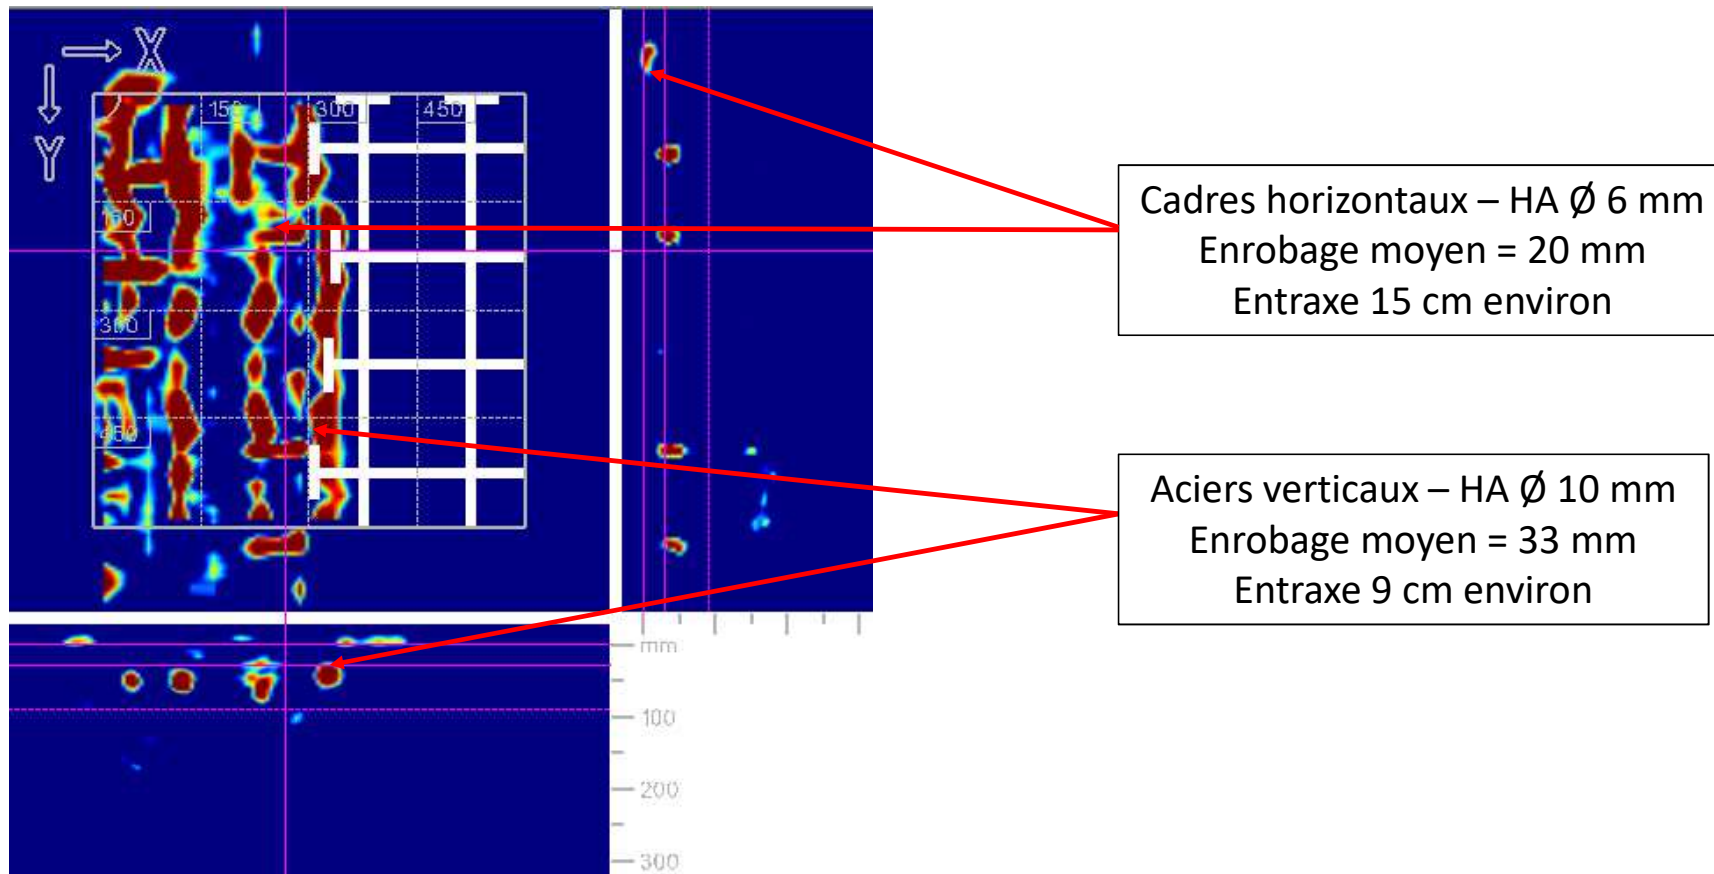 X
Y
150
300
450
150
300
450
mm
100
200
300
Cadres horizontaux – HA Ø 6 mm
Enrobage moyen = 20 mm
Entraxe 15 cm environ
Aciers verticaux – HA Ø 10 mm
Enrobage moyen = 33 mm
Entraxe 9 cm environ